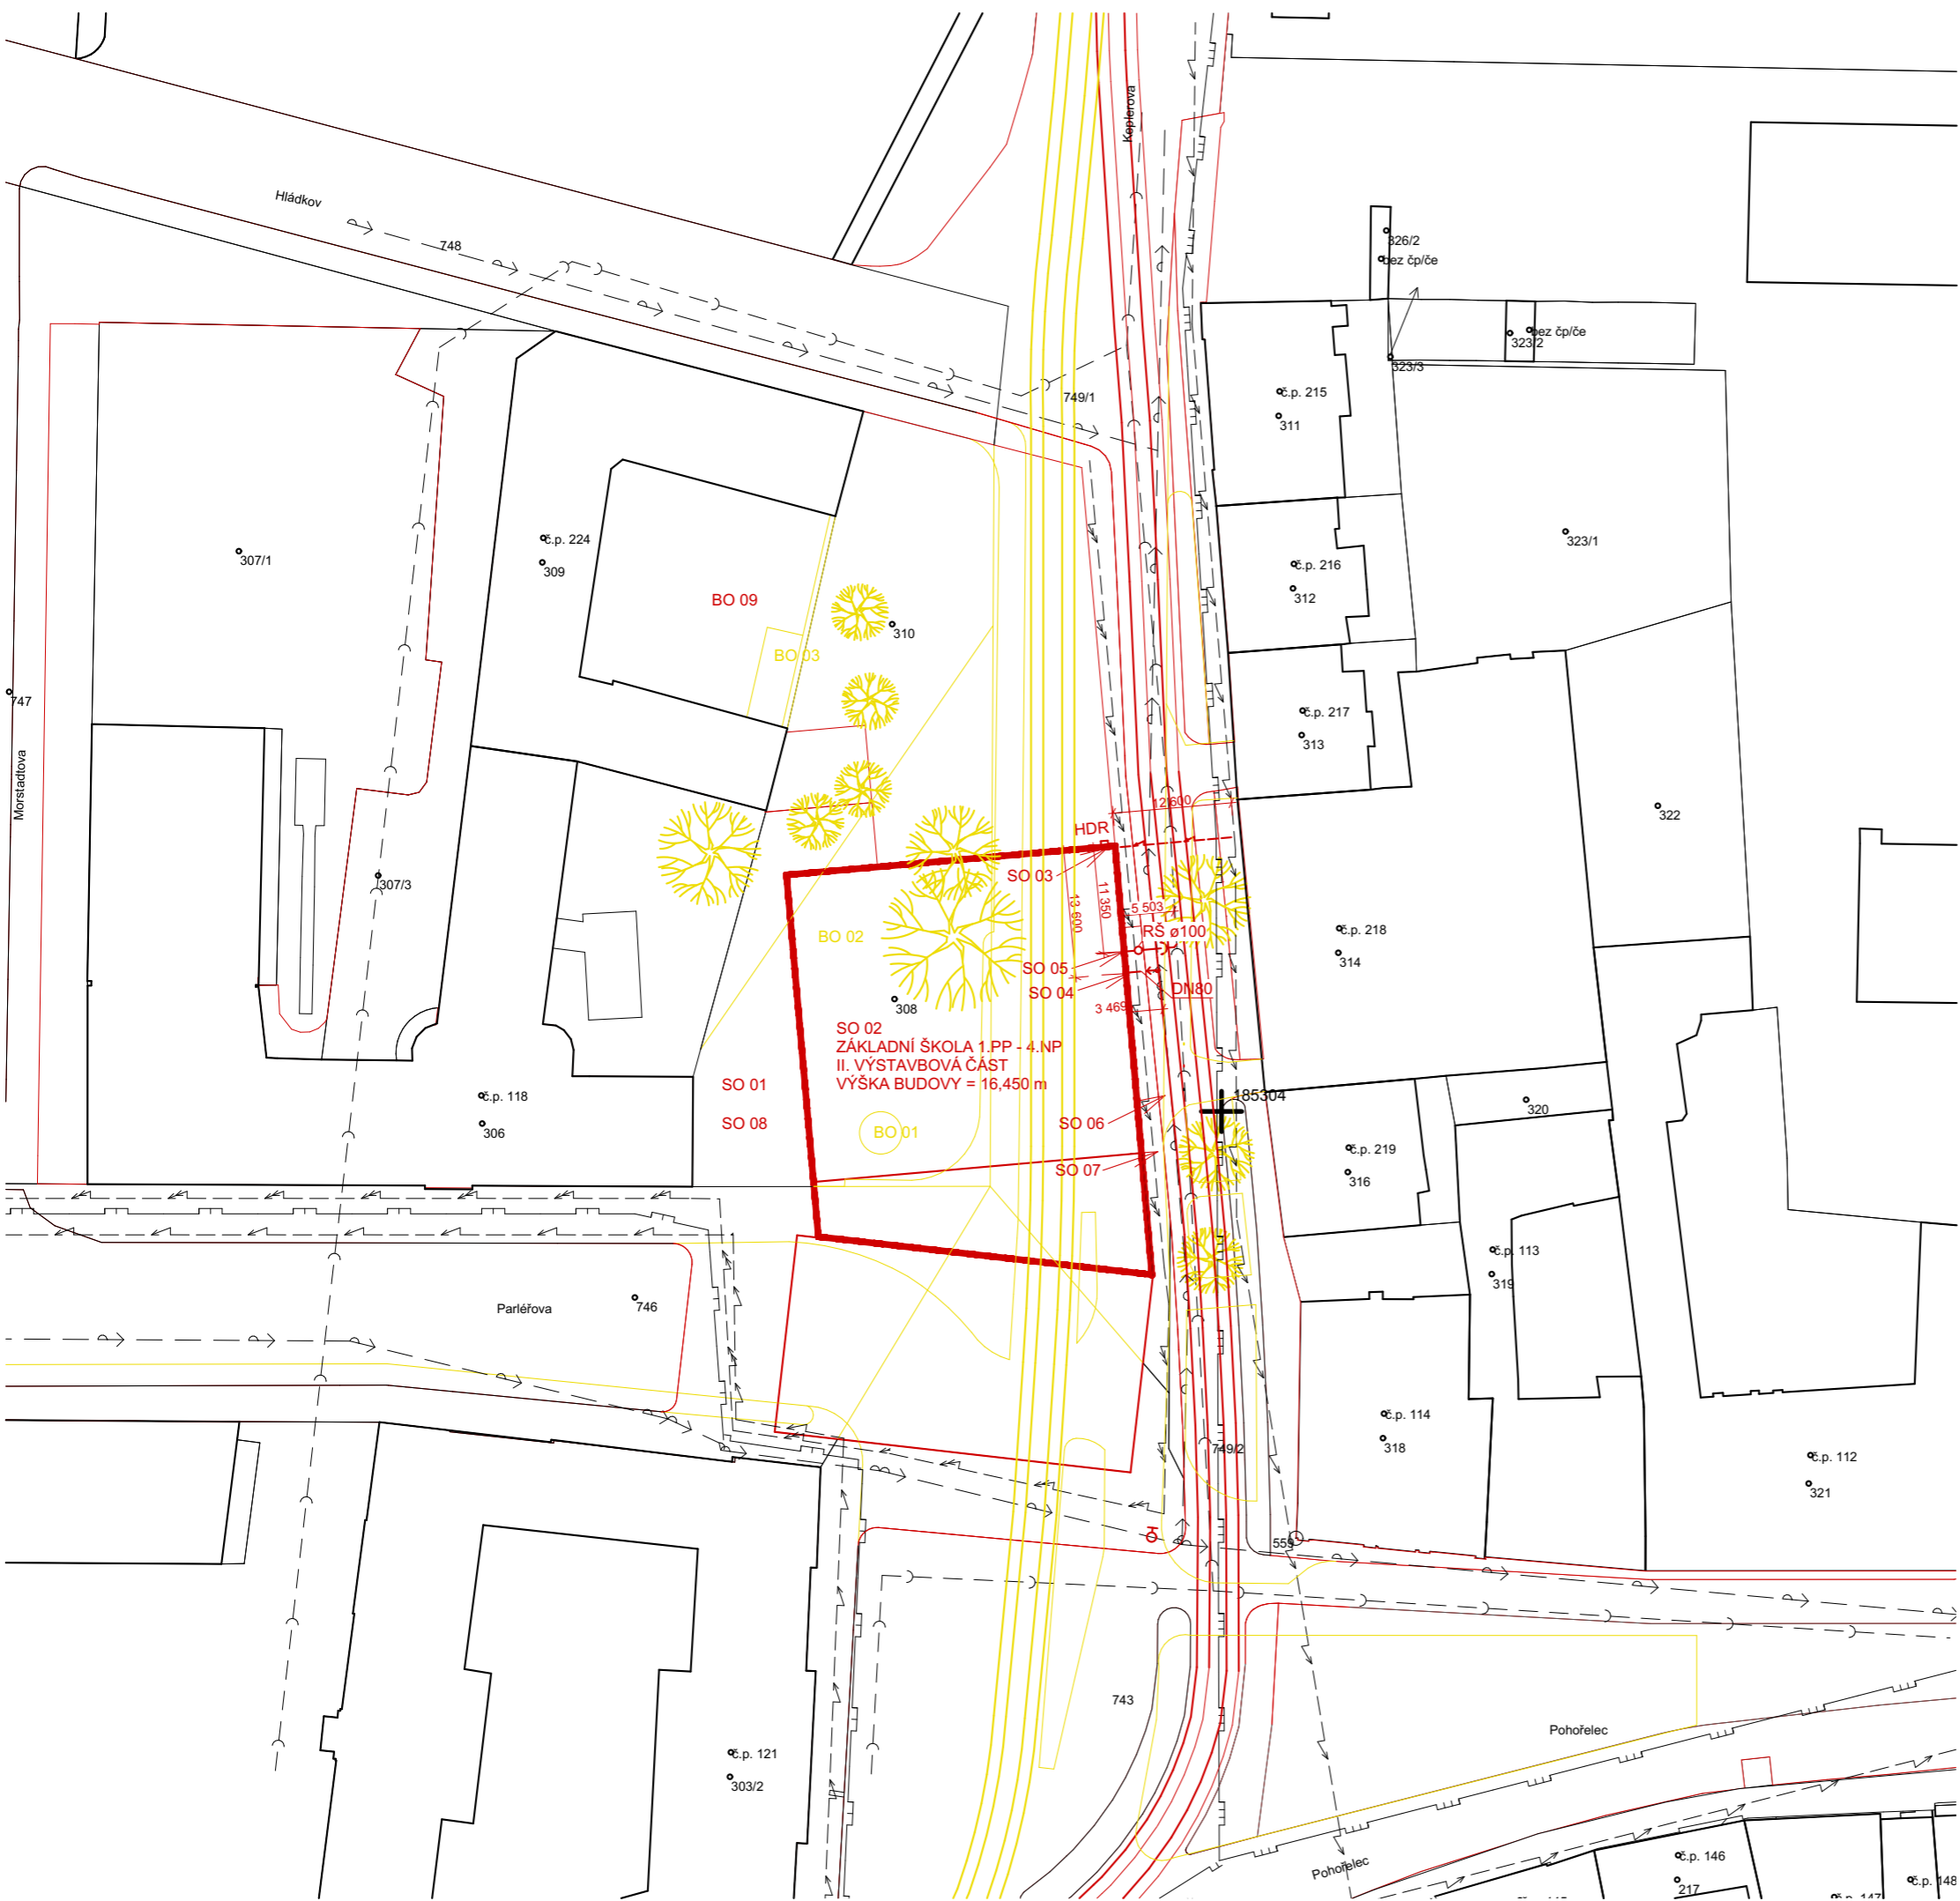 Keplerova
Hládkov
748
326/2
bez čp/če
bez čp/če
323/2
323/3
749/1
č.p. 215
311
č.p. 224
309
307/1
323/1
č.p. 216
312
BO 09
310
BO 03
747
Morstadtova
č.p. 217
313
322
12 600
HDR
SO 03
307/3
11 350
13 600
5 503
RŠ ø100
BO 02
č.p. 218
314
SO 05
SO 04
DN80
3 469
308
SO 02
ZÁKLADNÍ ŠKOLA 1.PP - 4.NP
II. VÝSTAVBOVÁ ČÁST
VÝŠKA BUDOVY = 16,450 m
SO 01
SO 08
č.p. 118
306
185304
320
SO 06
BO 01
SO 07
č.p. 219
316
č.p. 113
319
Parléřova
746
č.p. 114
318
749/2
č.p. 112
321
559
743
Pohořelec
č.p. 121
303/2
Pohořelec
č.p. 146
217
č.p. 147
č.p. 148